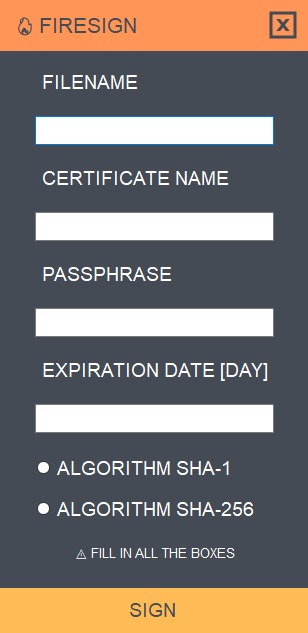 FIRESIGN
FILENAME
CERTIFICATE NAME
PASSPHRASE
EXPIRATION DATE [DAY]
ALGORITHM SHA-1
ALGORITHM SHA-256
⚠ FILL IN ALL THE BOXES
SIGN